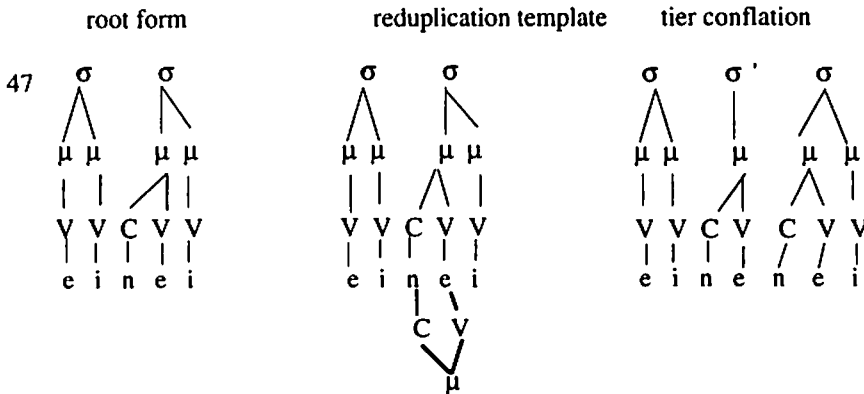 root form reduplication template tier conflation
47 σ σ σ σ σ σ ' σ
μ μ μ μ μ μ μ μ μ μ μ μ μ
V V C V V V V C V V V V C V C V V
e i n e i e i n e i e i n e n e i
C V
μ